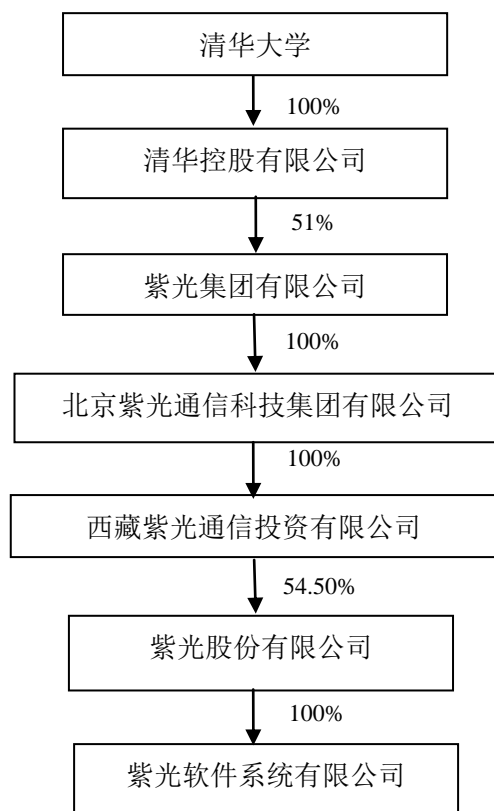 清华大学
100%
清华控股有限公司
51%
紫光集团有限公司
100%
北京紫光通信科技集团有限公司
100%
西藏紫光通信投资有限公司
54.50%
紫光股份有限公司
100%
紫光软件系统有限公司